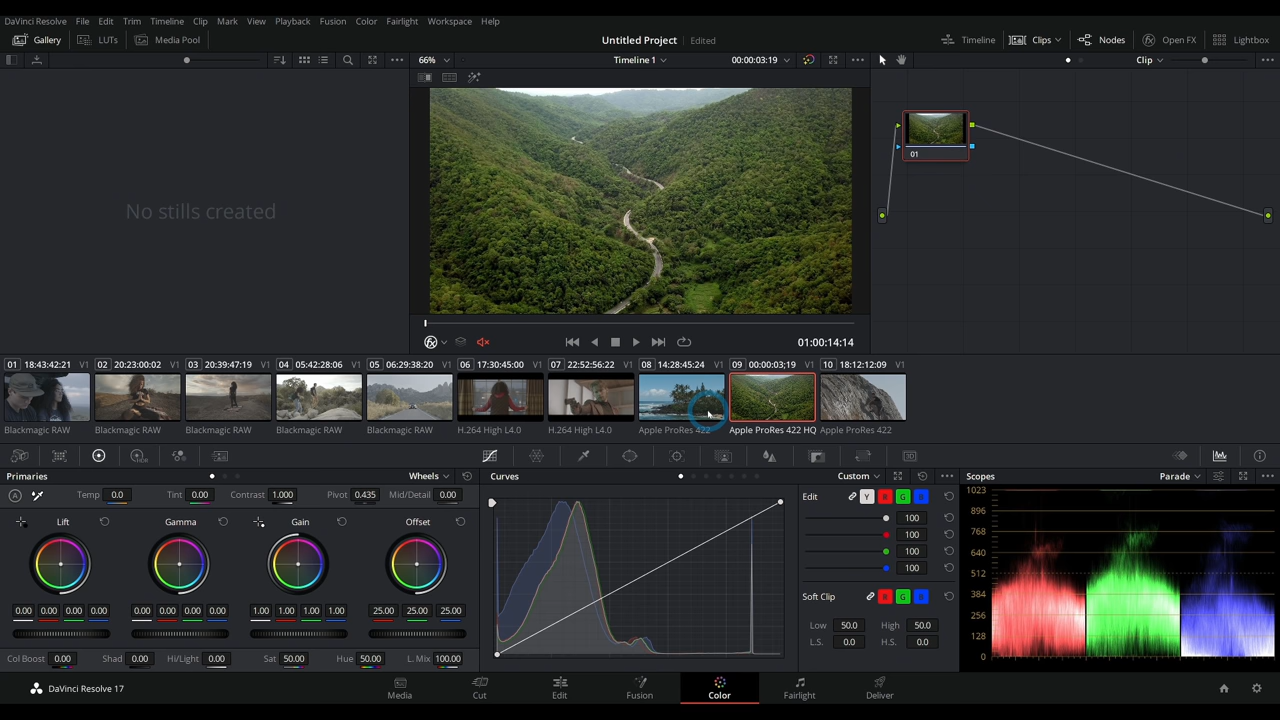 DaVinci Resolve File Edit Trim Timeline Clip Mark View Playback Fusion Color Fairlight Workspace Help
Gallery LUTs Media Pool Untitled Project Edited Timeline Clips Nodes Open FX Lightbox
66% Timeline 1 00:00:03:19 Clip
01
No stills created
01:00:14:14
01 18:43:42:21 V1 02 20:23:00:02 V1 03 20:39:47:19 V1 04 05:42:28:06 V1 05 06:29:38:20 V1 06 17:30:45:00 V1 07 22:52:56:22 V1 08 14:28:45:24 V1 09 00:00:03;19 V1 10 18:12:12:09 V1
Blackmagic RAW Blackmagic RAW Blackmagic RAW Blackmagic RAW Blackmagic RAW H.264 High L4.0 H.264 High L4.0 Apple ProRes 422 Apple ProRes 422 HQ Apple ProRes 422
Primaries Wheels Curves Custom Scopes Parade
Temp 0.0 Tint 0.00 Contrast 1.000 Pivot 0.435 Mid/Detail 0.00
Edit Y R G B
Lift Gamma Gain Offset
100
100
100
100
0.00 0.00 0.00 0.00 0.00 0.00 0.00 0.00 1.00 1.00 1.00 1.00 25.00 25.00 25.00
Soft Clip R G B
Low 50.0 High 50.0
L.S. 0.0 H.S. 0.0
Col Boost 0.00 Shad 0.00 Hi/Light 0.00 Sat 50.00 Hue 50.00 L. Mix 100.00
1023
896
768
640
512
384
256
128
0
DaVinci Resolve 17 Media Cut Edit Fusion Color Fairlight Deliver